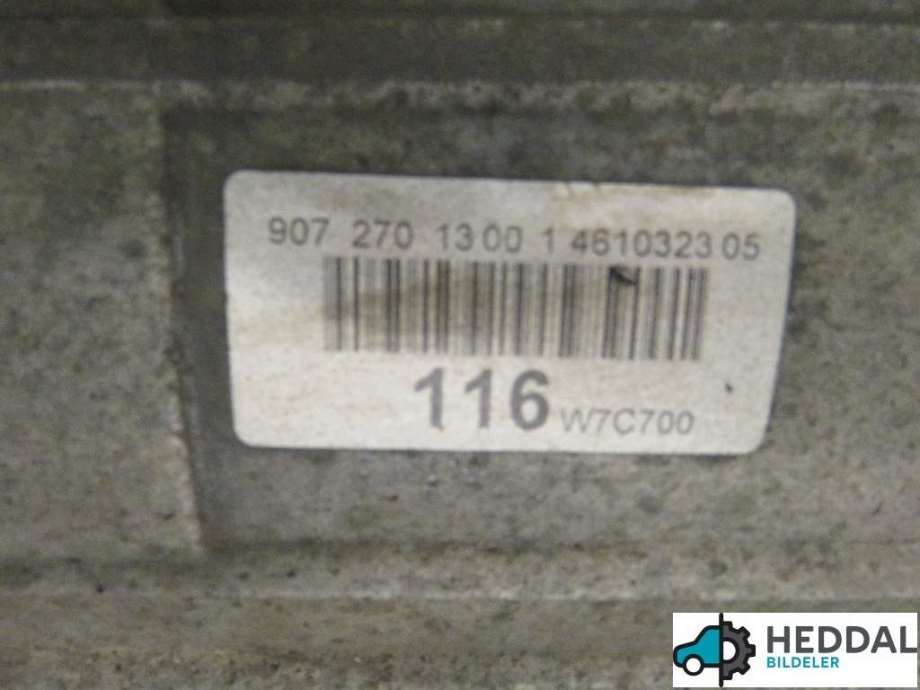 907 270 13 00 1 4610323 05
116 W7C700
HEDDAL
BILDELER